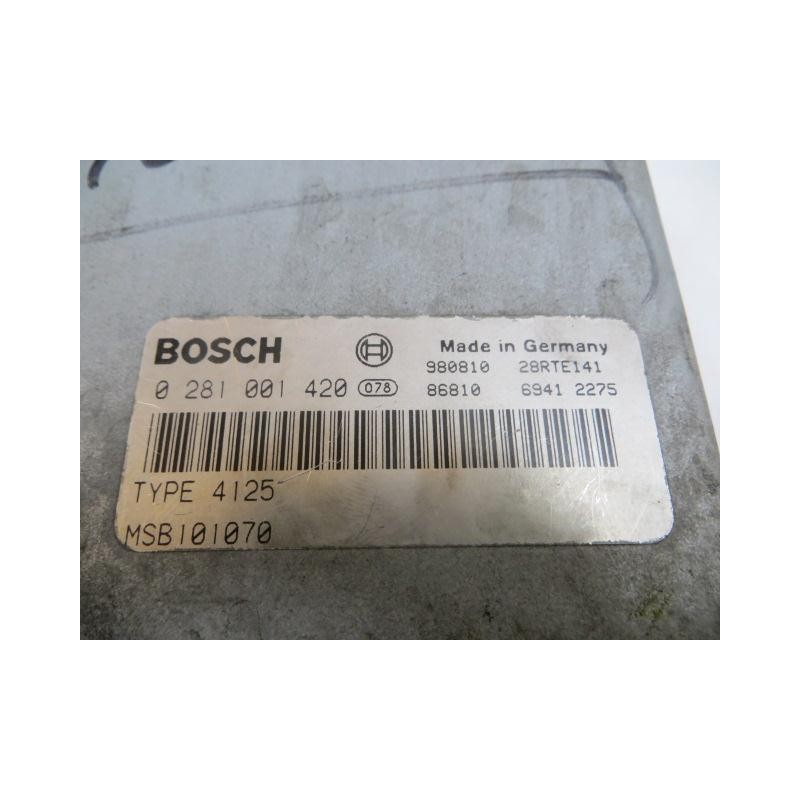 BOSCH
Made in Germany
980810 28RTE141
0 281 001 420 078 86810 6941 2275
TYPE 4125
MSB101070